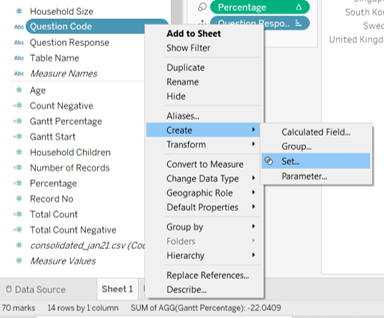 Household Size
Abc Question Code
Abc Question Response
Abc Table Name
Abc Measure Names
Age
Count Negative
Gantt Percentage
Gantt Start
Household Children
Number of Records
Percentage
Record No
Total Count
Total Count Negative
consolidated_jan21.csv (Cou
Measure Values
Percentage
Question Respo..
South Ko
Swe
United King
Add to Sheet
Show Filter
Duplicate
Rename
Hide
Aliases...
Create
Transform
Convert to Measure
Change Data Type
Geographic Role
Default Properties
Group by
Folders
Hierarchy
Replace References...
Describe...
Calculated Field...
Group...
Set...
Parameter...
Data Source
Sheet 1
70 marks 14 rows by 1 column SUM of AGG(Gantt Percentage): -22.0409